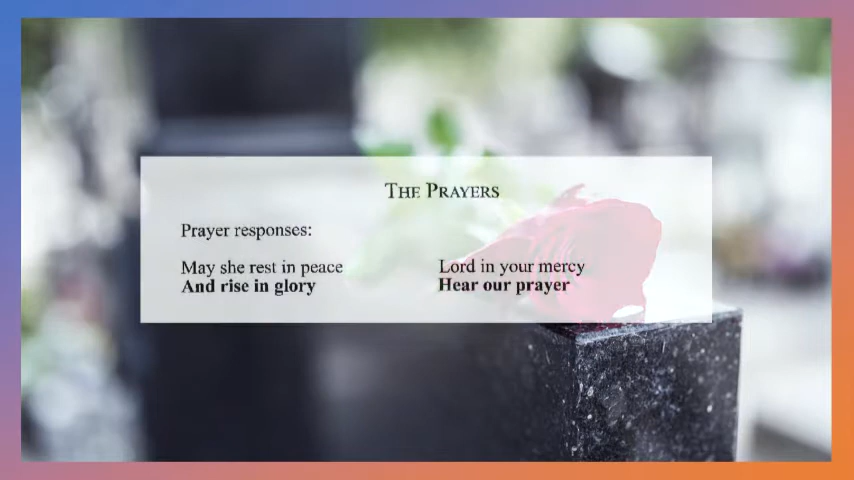 THE PRAYERS
Prayer responses:
May she rest in peace
And rise in glory
Lord in your mercy
Hear our prayer